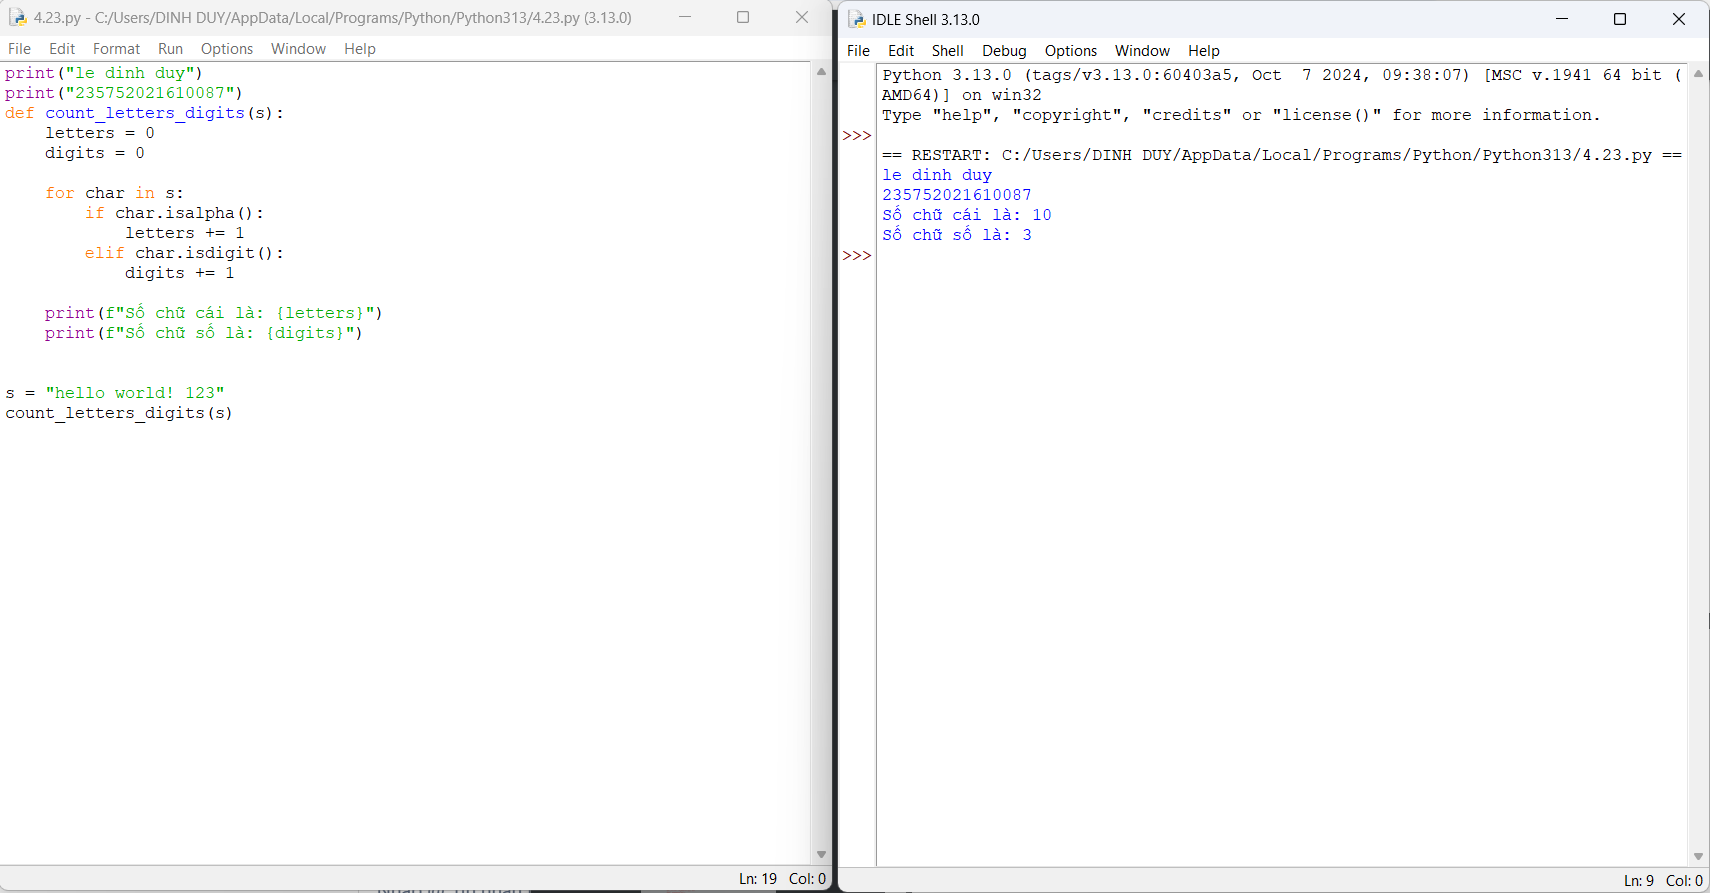 4.23.py - C:/Users/DINH DUY/AppData/Local/Programs/Python/Python313/4.23.py (3.13.0)
File Edit Format Run Options Window Help
print("le dinh duy")
print("235752021610087")
def count_letters_digits(s):
    letters = 0
    digits = 0
    for char in s:
        if char.isalpha():
            letters += 1
        elif char.isdigit():
            digits += 1
    print(f"Số chữ cái là: {letters}")
    print(f"Số chữ số là: {digits}")
s = "hello world! 123"
count_letters_digits(s)
Ln: 19 Col: 0
IDLE Shell 3.13.0
File Edit Shell Debug Options Window Help
Python 3.13.0 (tags/v3.13.0:60403a5, Oct  7 2024, 09:38:07) [MSC v.1941 64 bit (
AMD64)] on win32
Type "help", "copyright", "credits" or "license()" for more information.
>>>
== RESTART: C:/Users/DINH DUY/AppData/Local/Programs/Python/Python313/4.23.py ==
le dinh duy
235752021610087
Số chữ cái là: 10
Số chữ số là: 3
>>>
Ln: 9 Col: 0